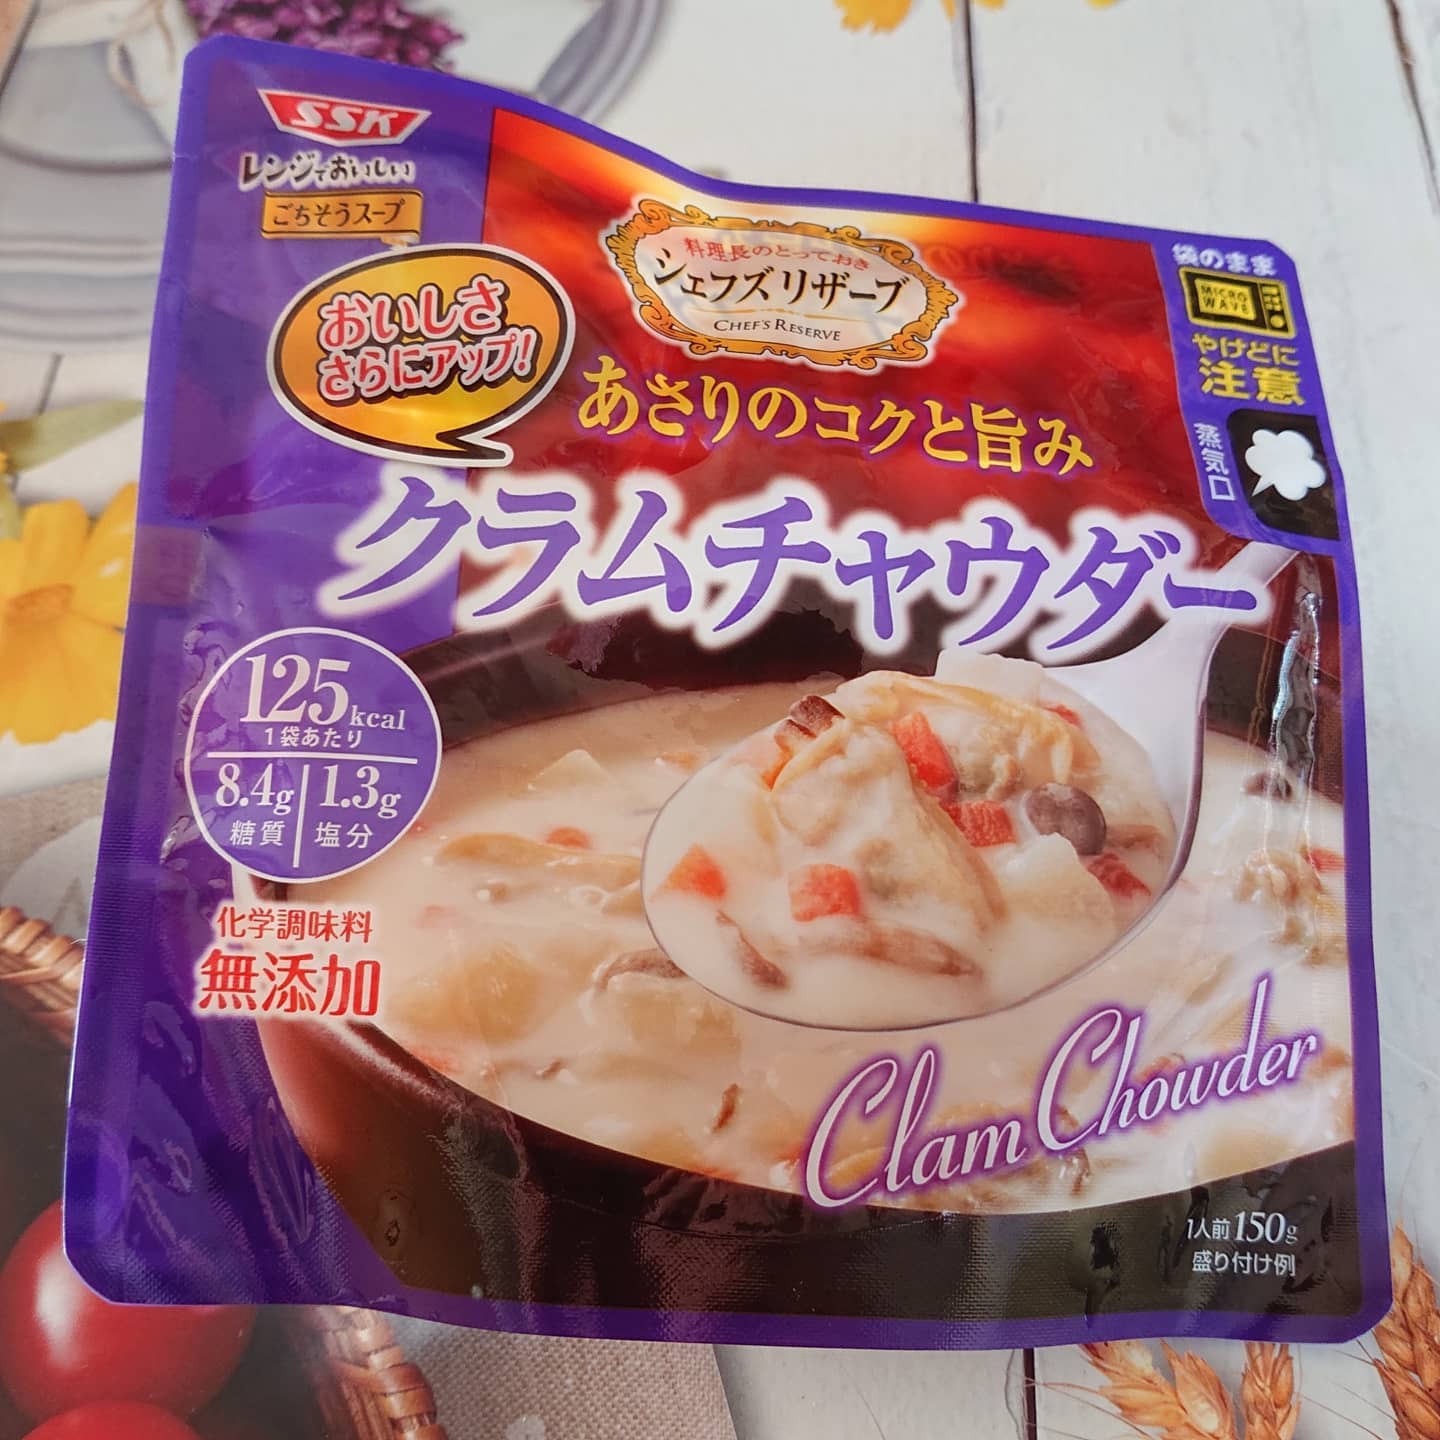 SSK
レンジでおいしい
ごちそうスープ
おいしさ
さらにアップ!
料理長のとっておき
シェフズリザーブ
CHEF'S RESERVE
袋のまま
MICRO
WAVE
やけどに
注意
蒸気口
あさりのコクと旨み
クラムチャウダー
125kcal
1袋あたり
8.4g 1.3g
糖質 塩分
化学調味料
無添加
Clam Chowder
1人前150g
盛り付け例